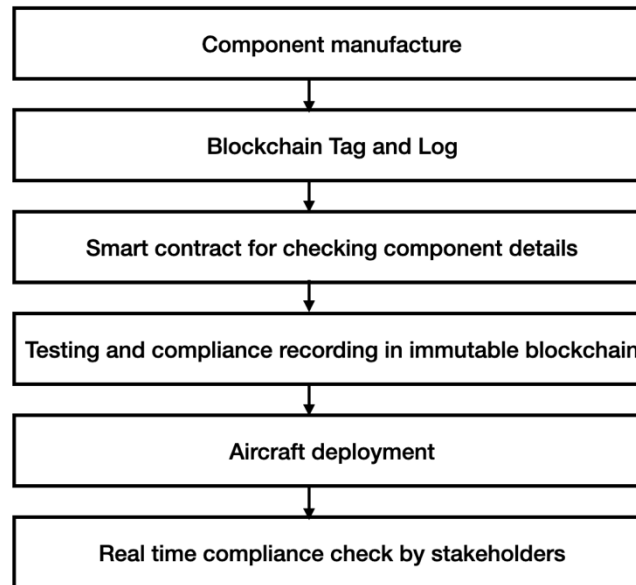 Component manufacture
Blockchain Tag and Log
Smart contract for checking component details
Testing and compliance recording in immutable blockchain
Aircraft deployment
Real time compliance check by stakeholders